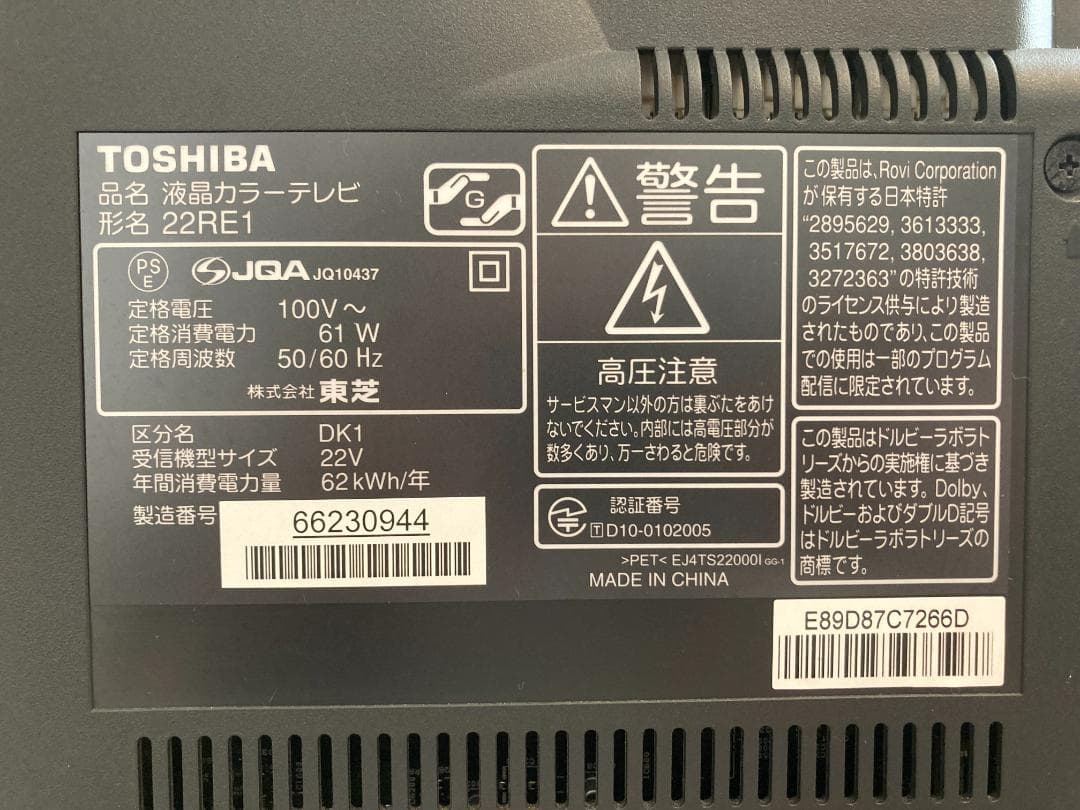 TOSHIBA
品名 液晶カラーテレビ
形名 22RE1
G
PS
E
JQA JQ10437
定格電圧 100V～
定格消費電力 61 W
定格周波数 50/60 Hz
株式会社 東芝
区分名 DK1
受信機型サイズ 22V
年間消費電力量 62 kWh/年
製造番号
66230944
警告
高圧注意
サービスマン以外の方は裏ぶたをあけ
ないでください。内部には高電圧部分が
数多くあり、万一さわると危険です。
認証番号
T D10-0102005
>PET< EJ4TS22000I GG-1
MADE IN CHINA
この製品は、Rovi Corporation
が保有する日本特許
“2895629, 3613333,
3517672, 3803638,
3272363”の特許技術
のライセンス供与により製造
されたものであり、この製品
での使用は一部のプログラム
配信に限定されています。
この製品はドルビーラボラト
リーズからの実施権に基づき
製造されています。Dolby、
ドルビーおよびダブルD記号
はドルビーラボラトリーズの
商標です。
E89D87C7266D